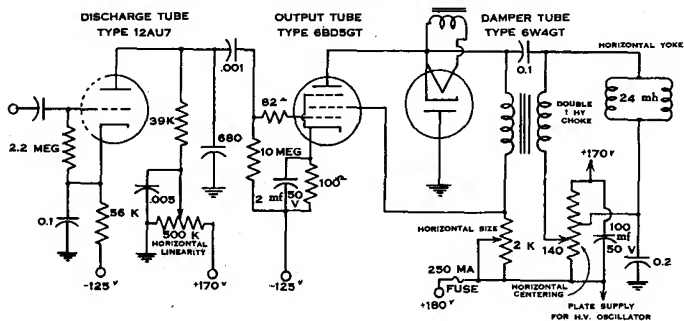 DISCHARGE TUBE
TYPE 12AU7
OUTPUT TUBE
TYPE 6BD5GT
DAMPER TUBE
TYPE 6W4GT
HORIZONTAL YOKE
.001
0.1
24 mh
82Ω
39K
680
DOUBLE
1 HY
CHOKE
2.2 MEG
10 MEG
2
mf
50
V
100Ω
+170V
0.1
56 K
.005
500 K
HORIZONTAL
LINEARITY
HORIZONTAL SIZE
2 K
140
100
mf
50 V
0.2
-125V
+170V
-125V
250 MA
FUSE
+180V
HORIZONTAL
CENTERING
PLATE SUPPLY
FOR H.V. OSCILLATOR